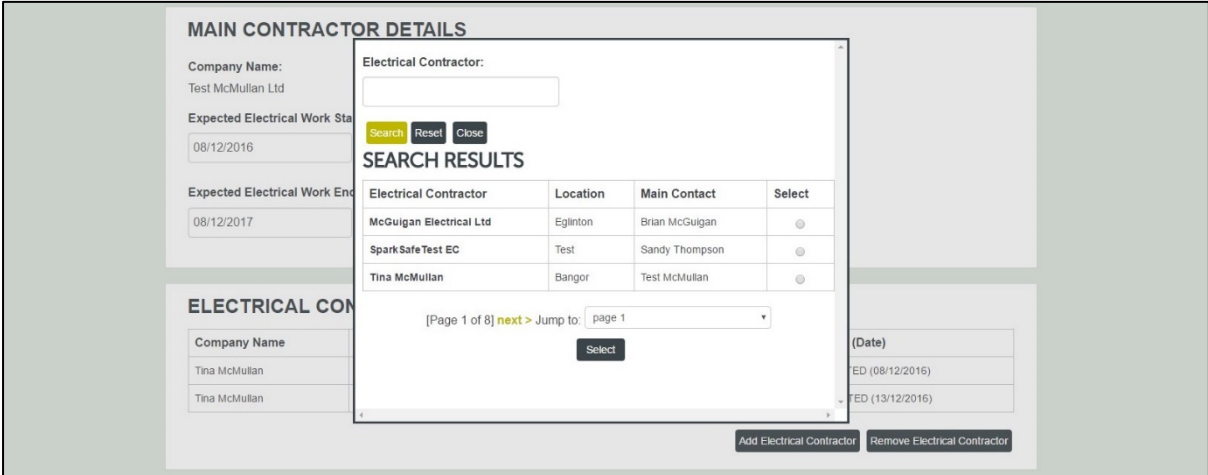 MAIN CONTRACTOR DETAILS
Company Name:
Test McMullan Ltd
Expected Electrical Work Sta
08/12/2016
Expected Electrical Work End
08/12/2017
Electrical Contractor:
Search Reset Close
SEARCH RESULTS
Electrical Contractor Location Main Contact Select
McGuigan Electrical Ltd Eglinton Brian McGuigan
SparkSafeTest EC Test Sandy Thompson
Tina McMullan Bangor Test McMullan
[Page 1 of 8] next > Jump to: page 1
Select
ELECTRICAL CON
Company Name (Date)
Tina McMullan TED (08/12/2016)
Tina McMullan TED (13/12/2016)
Add Electrical Contractor Remove Electrical Contractor